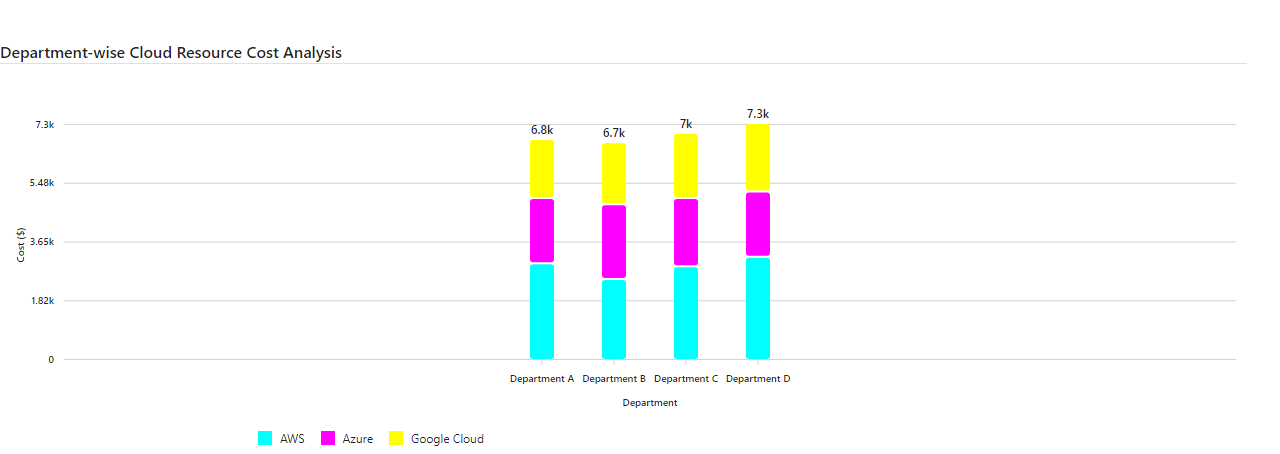 Department-wise Cloud Resource Cost Analysis
7.3k
5.48k
3.65k
1.82k
0
Cost ($)
6.8k
6.7k
7k
7.3k
Department A
Department B
Department C
Department D
Department
AWS
Azure
Google Cloud